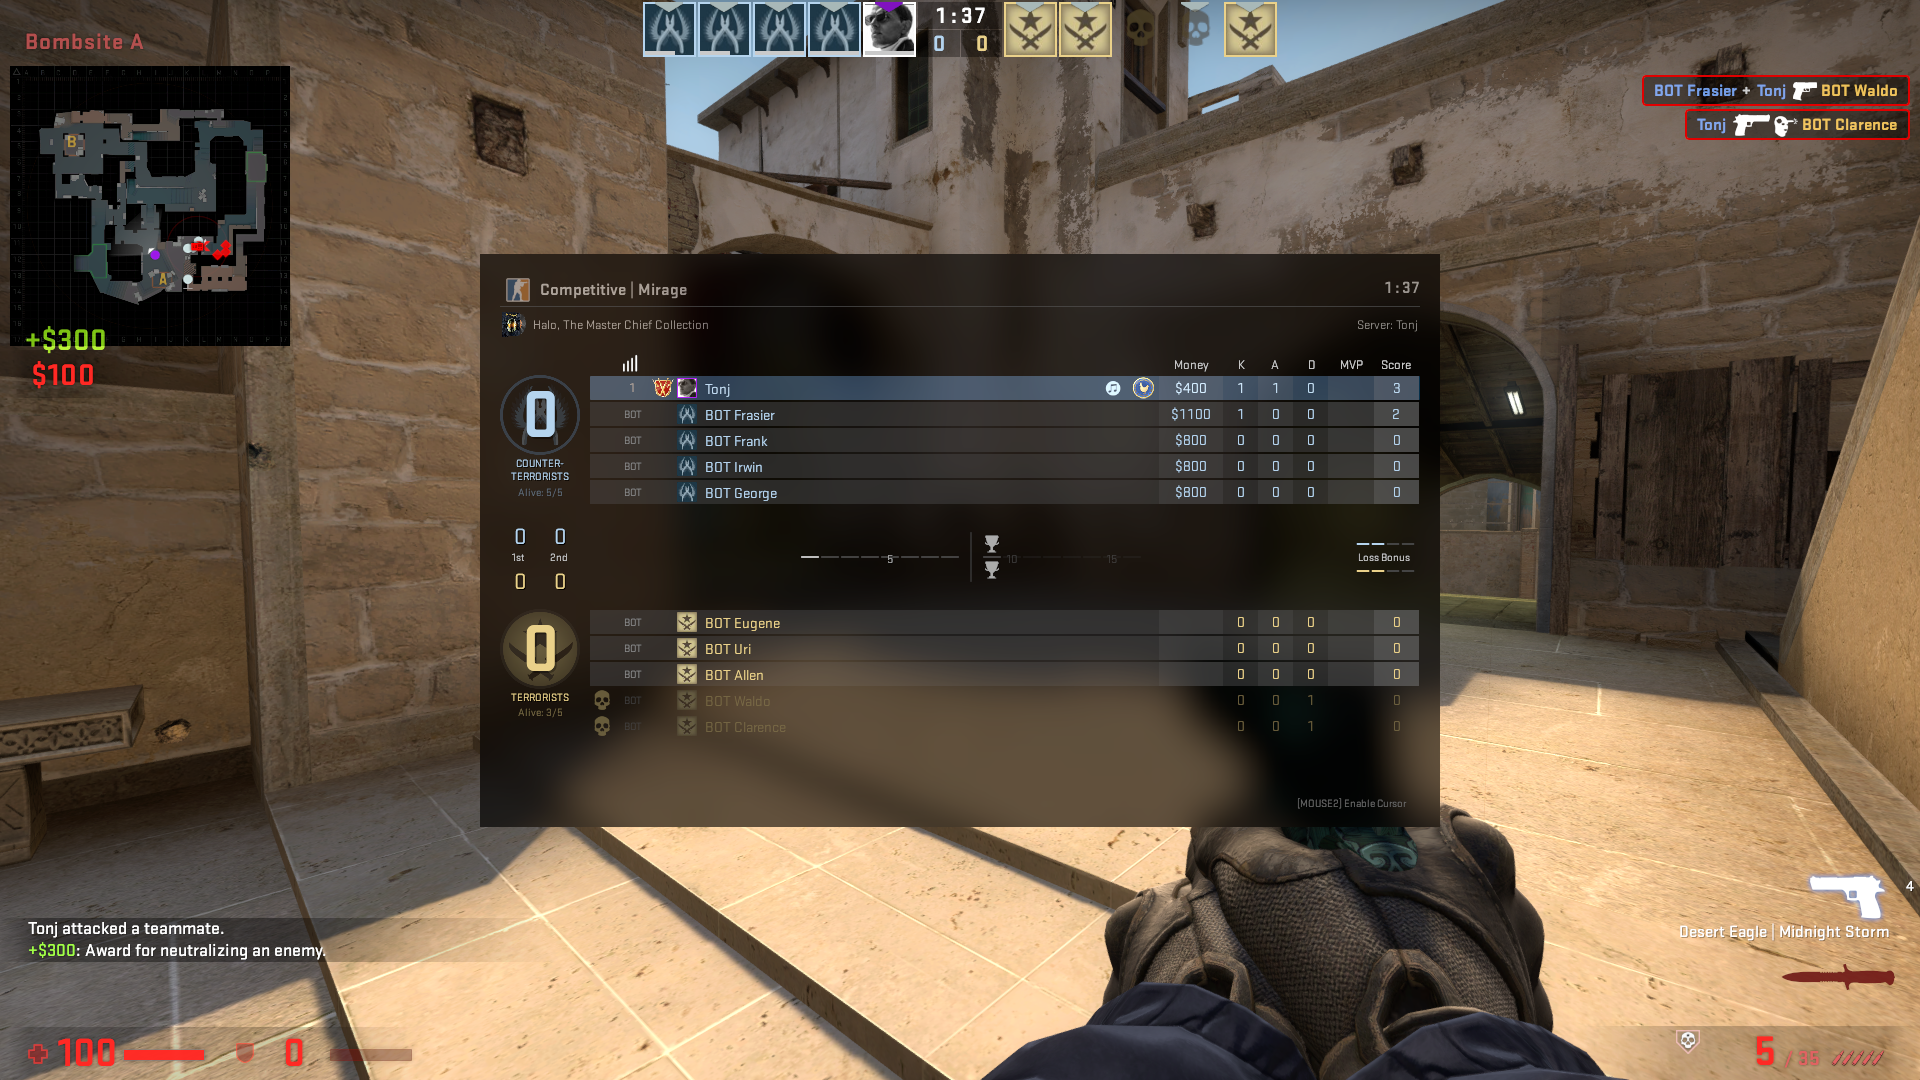 1:37
0 0
Bombsite A
B
A
+$300
$100
BOT Frasier + Tonj BOT Waldo
Tonj BOT Clarence
Competitive | Mirage 1:37
Halo, The Master Chief Collection Server: Tonj
Money K A D MVP Score
1 Tonj $400 1 1 0 3
BOT BOT Frasier $1100 1 0 0 2
BOT BOT Frank $800 0 0 0 0
BOT BOT Irwin $800 0 0 0 0
BOT BOT George $800 0 0 0 0
0
COUNTER-
TERRORISTS
Alive: 5/5
0 0
1st 2nd
0 0
5 10 15
Loss Bonus
BOT BOT Eugene 0 0 0 0
BOT BOT Uri 0 0 0 0
BOT BOT Allen 0 0 0 0
BOT BOT Waldo 0 0 1 0
BOT BOT Clarence 0 0 1 0
0
TERRORISTS
Alive: 3/5
[MOUSE2] Enable Cursor
4
Desert Eagle | Midnight Storm
Tonj attacked a teammate.
+$300: Award for neutralizing an enemy.
100 0
5 / 35